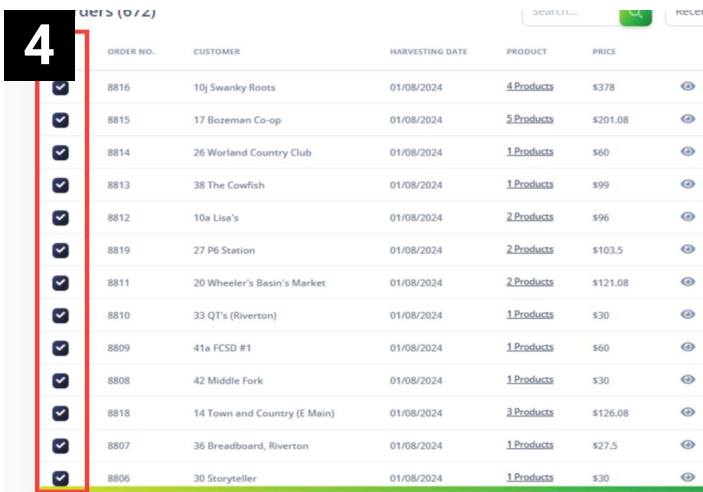 ders (672)
Search...
Recen
4
ORDER NO. CUSTOMER HARVESTING DATE PRODUCT PRICE
8816 10j Swanky Roots 01/08/2024 4 Products $378
8815 17 Bozeman Co-op 01/08/2024 5 Products $201.08
8814 26 Worland Country Club 01/08/2024 1 Products $60
8813 38 The Cowfish 01/08/2024 1 Products $99
8812 10a Lisa's 01/08/2024 2 Products $96
8819 27 P6 Station 01/08/2024 2 Products $103.5
8811 20 Wheeler's Basin's Market 01/08/2024 2 Products $121.08
8810 33 QT's (Riverton) 01/08/2024 1 Products $30
8809 41a FCSD #1 01/08/2024 1 Products $60
8808 42 Middle Fork 01/08/2024 1 Products $30
8818 14 Town and Country (E Main) 01/08/2024 3 Products $126.08
8807 36 Breadboard, Riverton 01/08/2024 1 Products $27.5
8806 30 Storyteller 01/08/2024 1 Products $30